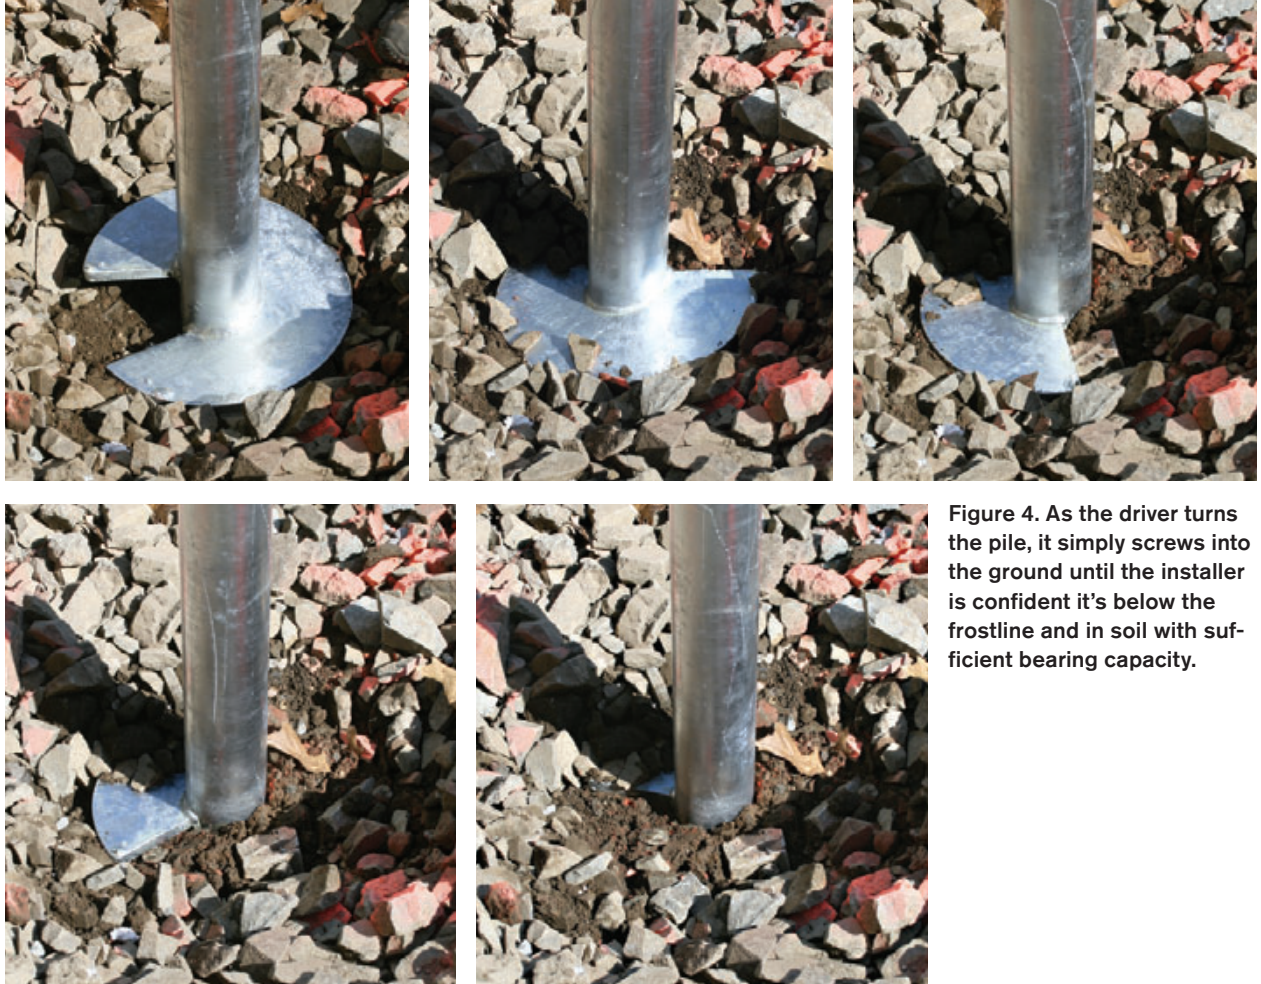 Figure 4. As the driver turns
the pile, it simply screws into
the ground until the installer
is confident it's below the
frostline and in soil with suf-
ficient bearing capacity.